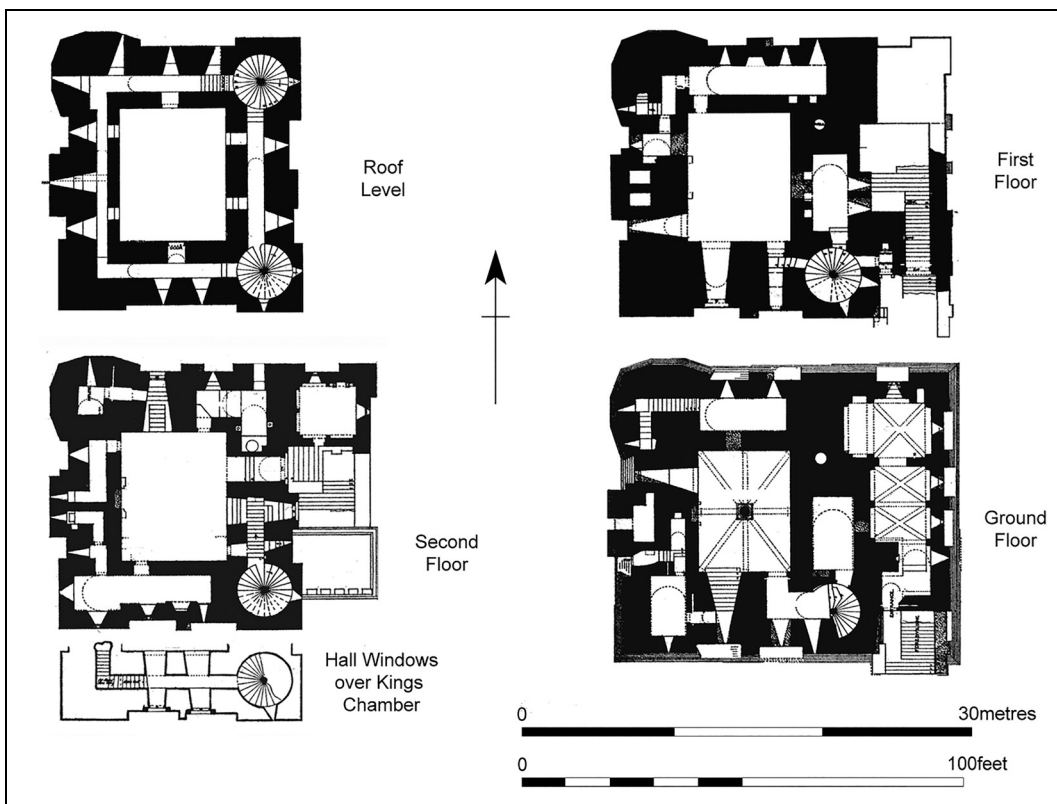 Roof
Level
First
Floor
Second
Floor
Ground
Floor
Hall Windows
over Kings
Chamber
0
30metres
0
100feet